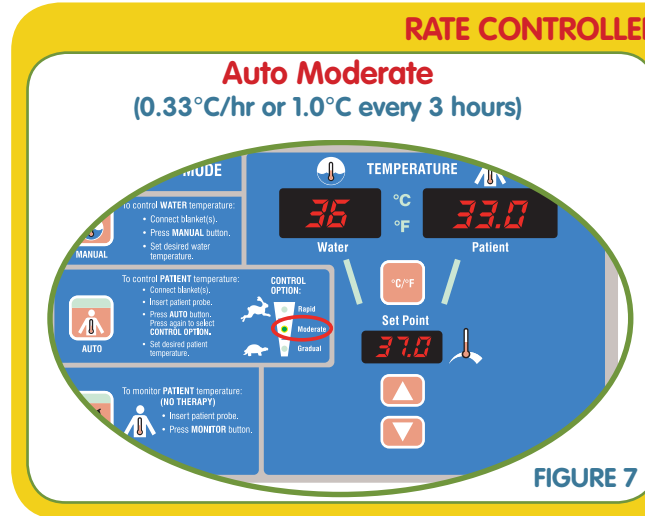 RATE CONTROLLE
Auto Moderate
(0.33°C/hr or 1.0°C every 3 hours)
MODE
TEMPERATURE
To control WATER temperature:
• Connect blanket(s).
• Press MANUAL button.
• Set desired water
temperature.
MANUAL
36
°C
°F
33.0
Water
Patient
To control PATIENT temperature:
• Connect blanket(s).
• Insert patient probe.
• Press AUTO button.
Press again to select
CONTROL OPTION.
• Set desired patient
temperature.
AUTO
CONTROL
OPTION:
Rapid
Moderate
Gradual
°C/°F
Set Point
37.0
To monitor PATIENT temperature:
(NO THERAPY)
• Insert patient probe.
• Press MONITOR button.
FIGURE 7